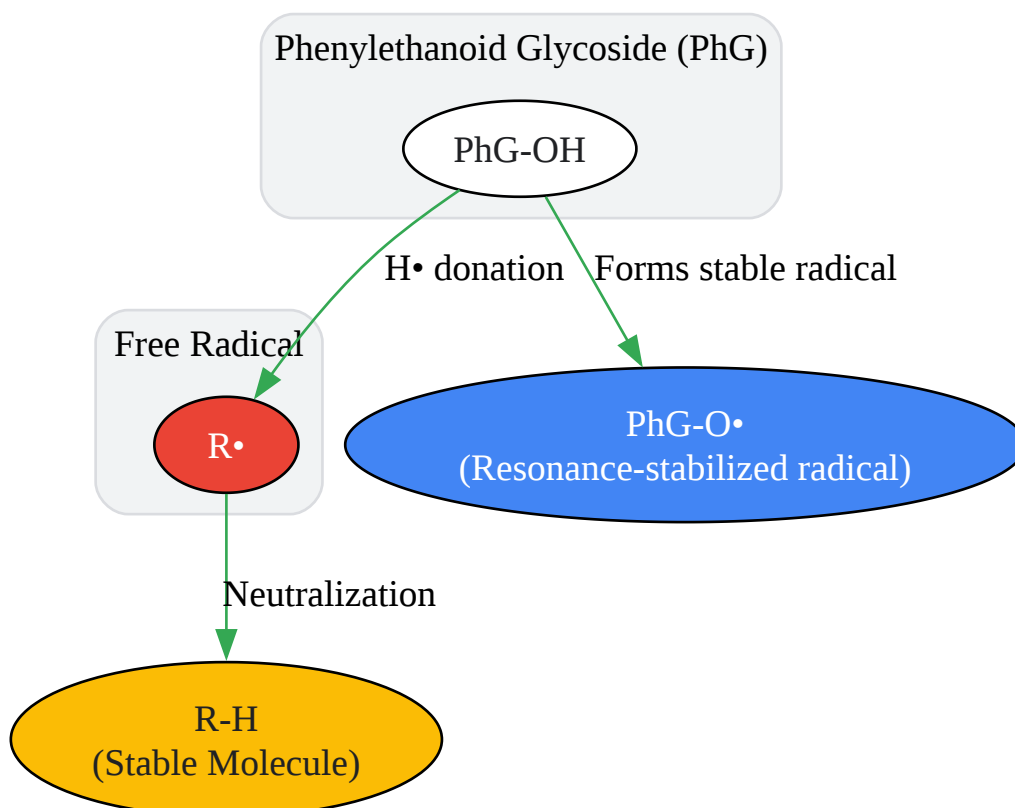 Phenylethanoid Glycoside (PhG)
PhG-OH
H• donation
Forms stable radical
Free Radical
R•
PhG-O•
(Resonance-stabilized radical)
Neutralization
R-H
(Stable Molecule)